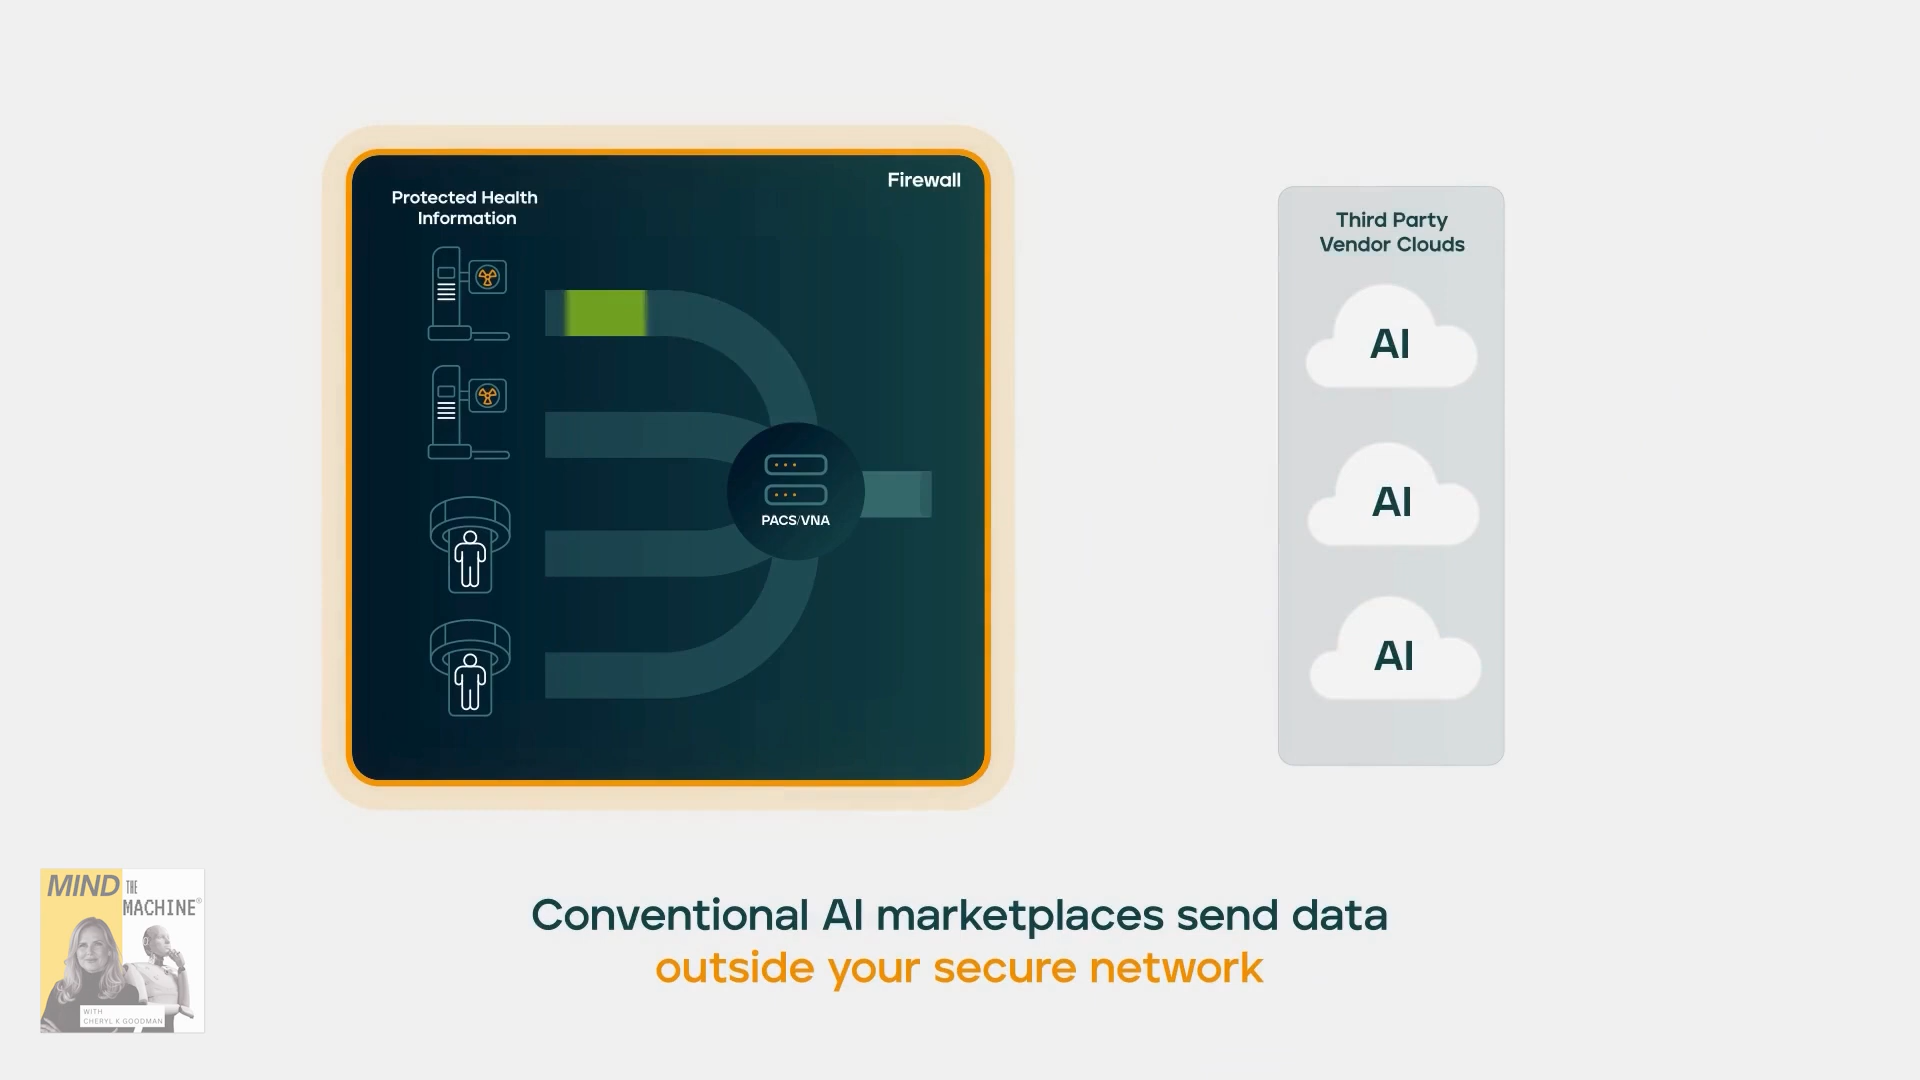 Firewall
Protected Health
Information
PACS/VNA
Third Party
Vendor Clouds
AI
AI
AI
Conventional AI marketplaces send data
outside your secure network
MIND THE
MACHINE®
WITH
CHERYL K GOODMAN